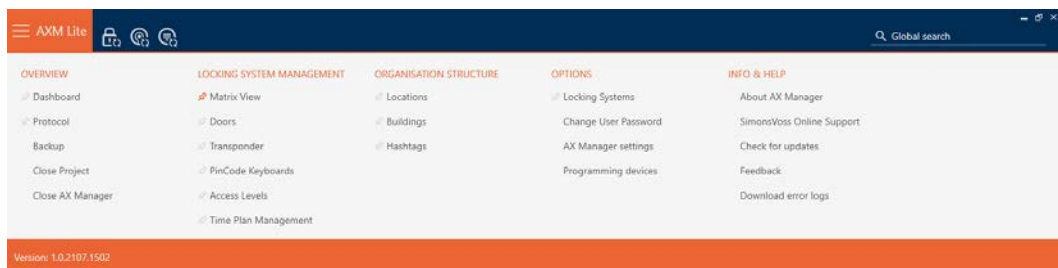 AXM Lite
Global search
OVERVIEW
Dashboard
Protocol
Backup
Close Project
Close AX Manager
LOCKING SYSTEM MANAGEMENT
Matrix View
Doors
Transponder
PinCode Keyboards
Access Levels
Time Plan Management
ORGANISATION STRUCTURE
Locations
Buildings
Hashtags
OPTIONS
Locking Systems
Change User Password
AX Manager settings
Programming devices
INFO & HELP
About AX Manager
SimonsVoss Online Support
Check for updates
Feedback
Download error logs
Version: 1.0.2107.1502